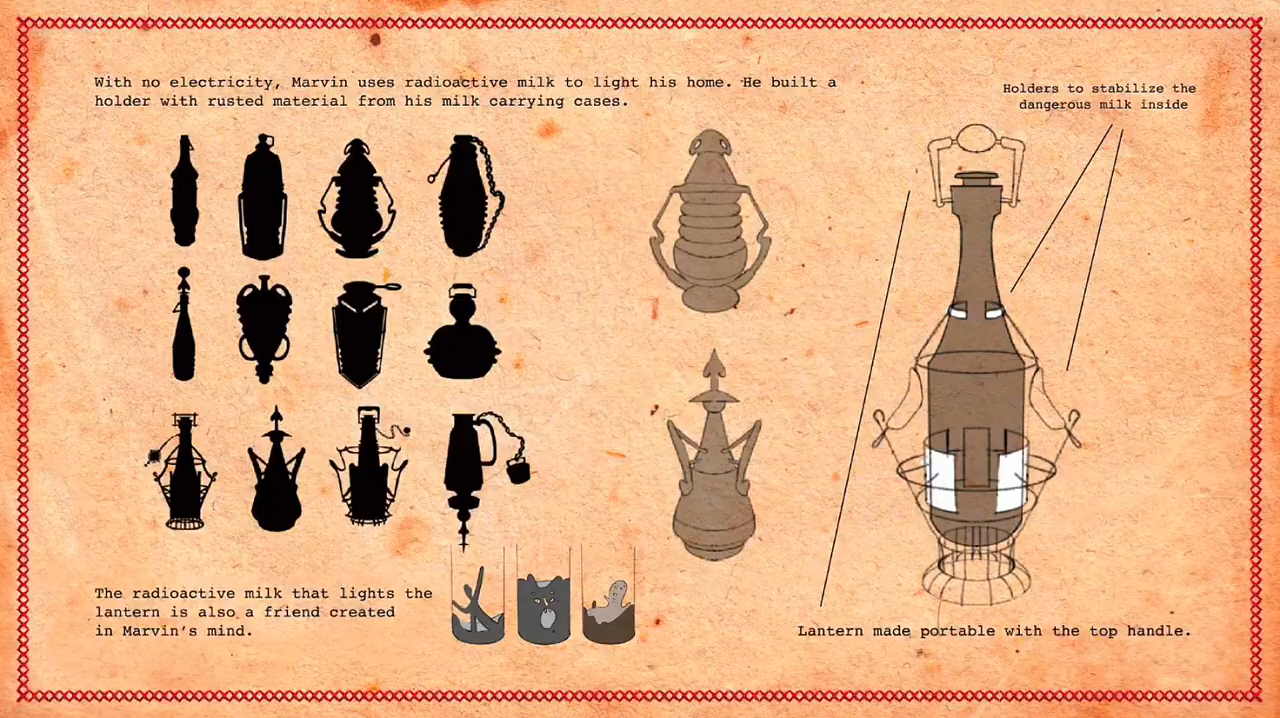 With no electricity, Marvin uses radioactive milk to light his home. He built a
holder with rusted material from his milk carrying cases.
Holders to stabilize the
dangerous milk inside
The radioactive milk that lights the
lantern is also a friend created
in Marvin's mind.
Lantern made portable with the top handle.